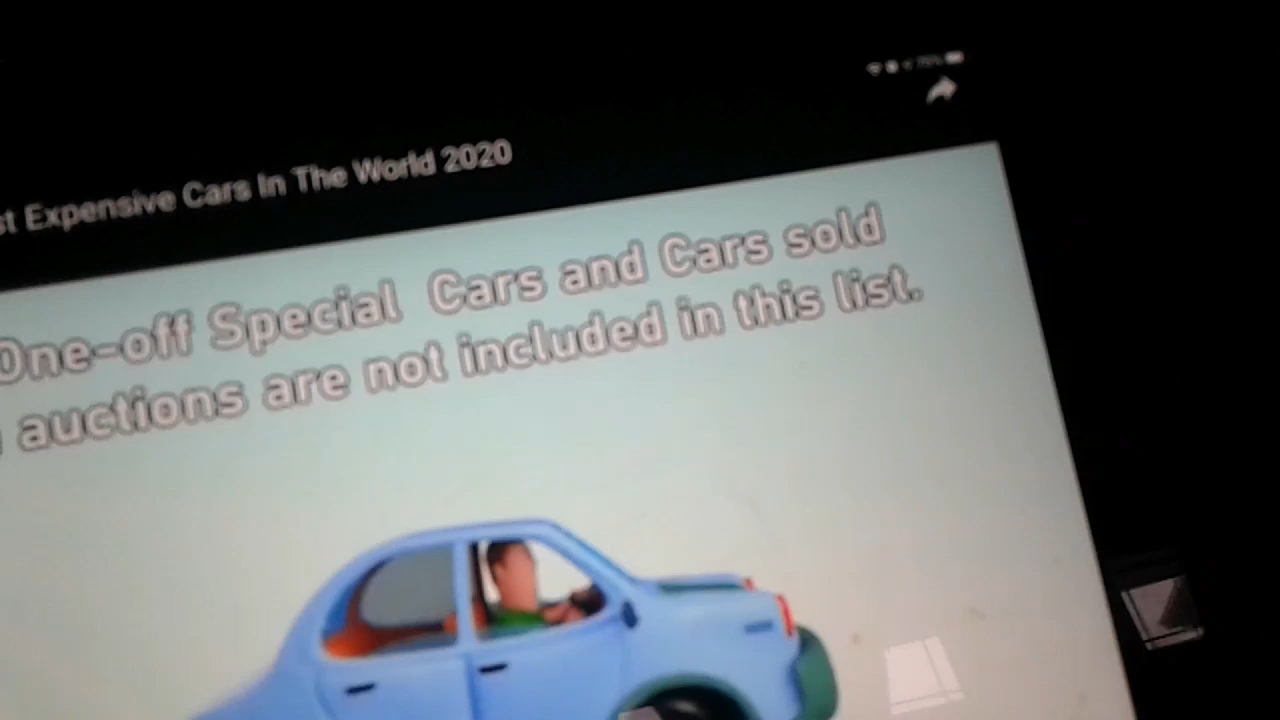 Expensive Cars In The World 2020
One-off Special Cars and Cars sold
auctions are not included in this list.